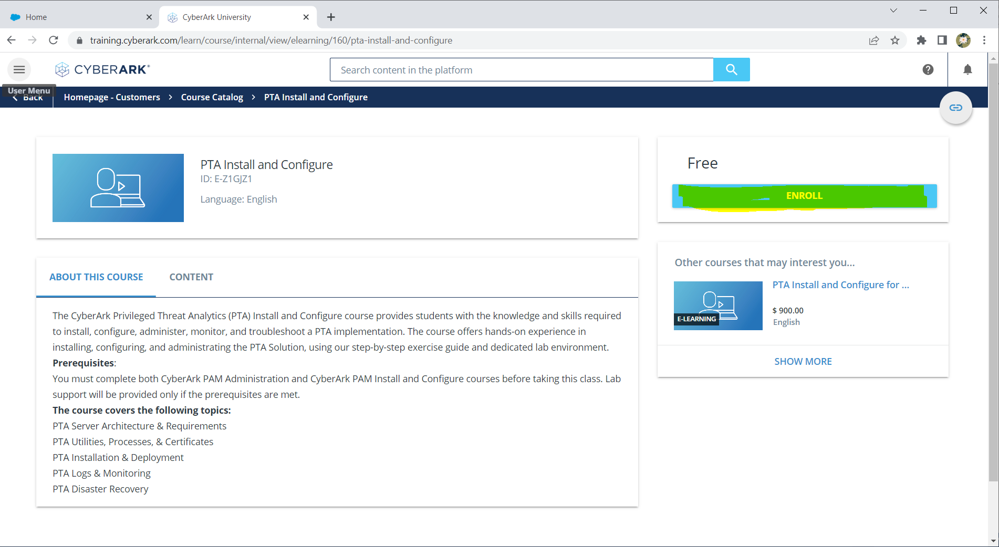 Home
CyberArk University
training.cyberark.com/learn/course/internal/view/elearning/160/pta-install-and-configure
CYBERARK®
Search content in the platform
User Menu
Back
Homepage - Customers > Course Catalog > PTA Install and Configure
PTA Install and Configure
ID: E-Z1GJZ1
Language: English
Free
ENROLL
ABOUT THIS COURSE
CONTENT
The CyberArk Privileged Threat Analytics (PTA) Install and Configure course provides students with the knowledge and skills required
to install, configure, administer, monitor, and troubleshoot a PTA implementation. The course offers hands-on experience in
installing, configuring, and administrating the PTA Solution, using our step-by-step exercise guide and dedicated lab environment.
Prerequisites:
You must complete both CyberArk PAM Administration and CyberArk PAM Install and Configure courses before taking this class. Lab
support will be provided only if the prerequisites are met.
The course covers the following topics:
PTA Server Architecture & Requirements
PTA Utilities, Processes, & Certificates
PTA Installation & Deployment
PTA Logs & Monitoring
PTA Disaster Recovery
Other courses that may interest you...
PTA Install and Configure for ...
E-LEARNING
$ 900.00
English
SHOW MORE